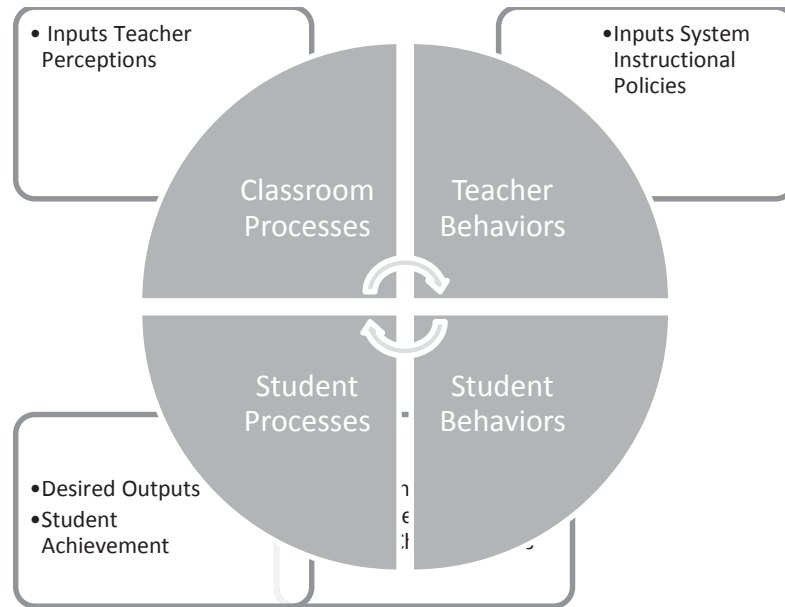 • Inputs Teacher
Perceptions
•Inputs System
Instructional
Policies
Classroom
Processes
Teacher
Behaviors
Student
Processes
Student
Behaviors
•Desired Outputs
•Student
Achievement